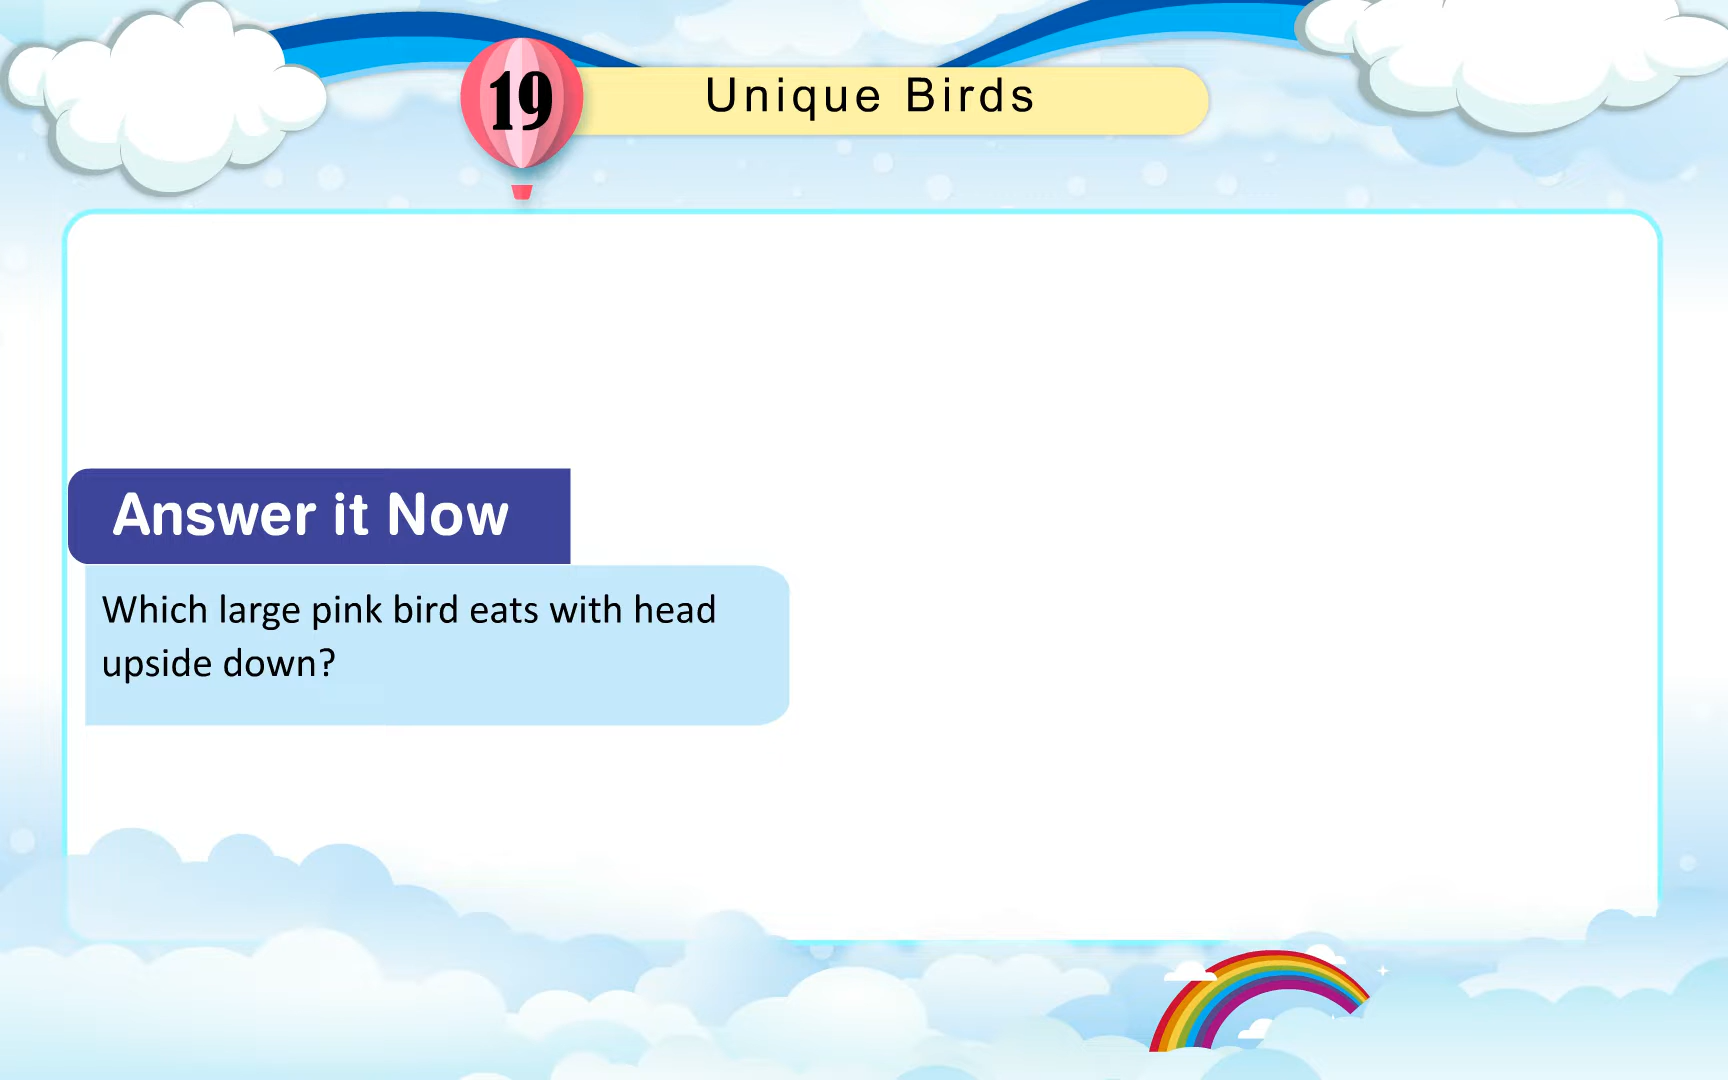 19
Unique Birds
Answer it Now
Which large pink bird eats with head
upside down?